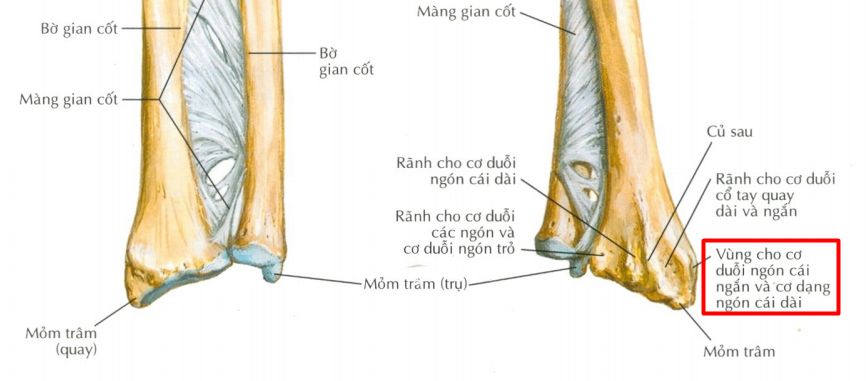 Bờ gian cốt
Màng gian cốt
Bờ
gian cốt
Mỏm trâm
(quay)
Mỏm trâm (trụ)
Màng gian cốt
Rãnh cho cơ duỗi
ngón cái dài
Rãnh cho cơ duỗi
các ngón và
cơ duỗi ngón trỏ
Củ sau
Rãnh cho cơ duỗi
cổ tay quay
dài và ngắn
Vùng cho cơ
duỗi ngón cái
ngắn và cơ dạng
ngón cái dài
Mỏm trâm